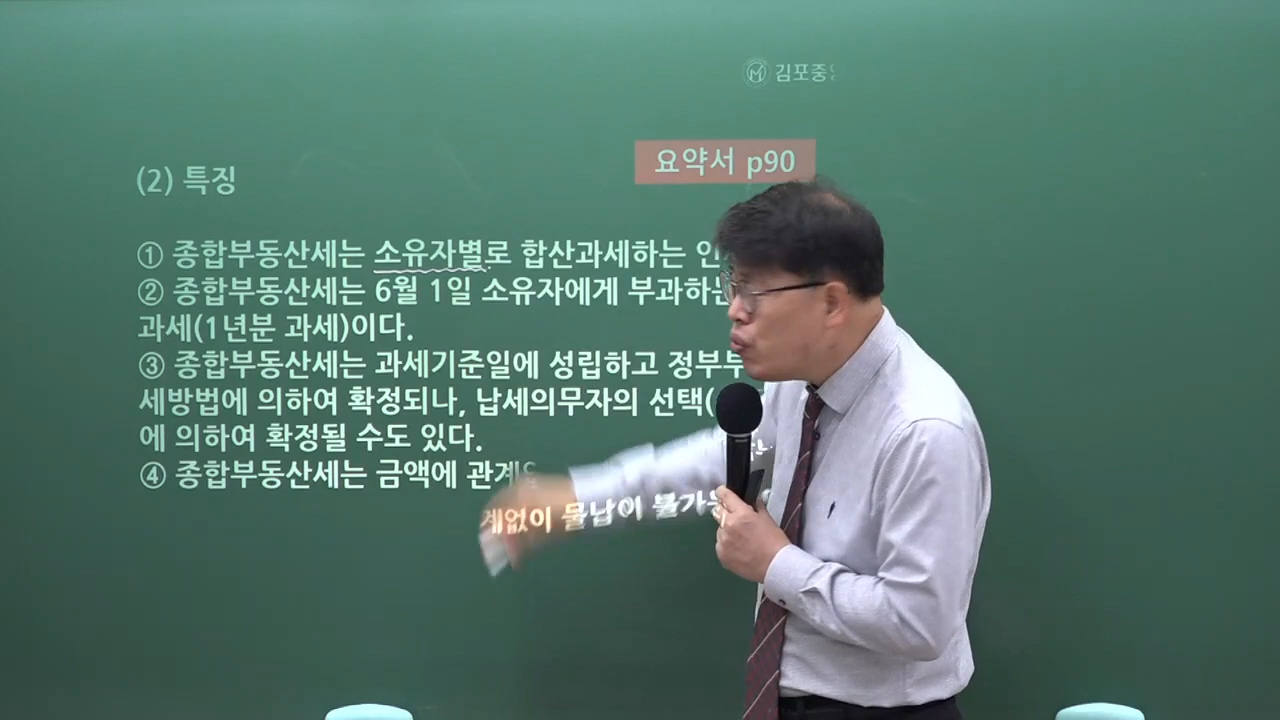 김포중앙
요약서 p90
(2) 특징
① 종합부동산세는 소유자별로 합산과세하는 인
② 종합부동산세는 6월 1일 소유자에게 부과하는
과세(1년분 과세)이다.
③ 종합부동산세는 과세기준일에 성립하고 정부부
세방법에 의하여 확정되나, 납세의무자의 선택(
에 의하여 확정될 수도 있다.
④ 종합부동산세는 금액에 관계없
계없이 물납이 불가능